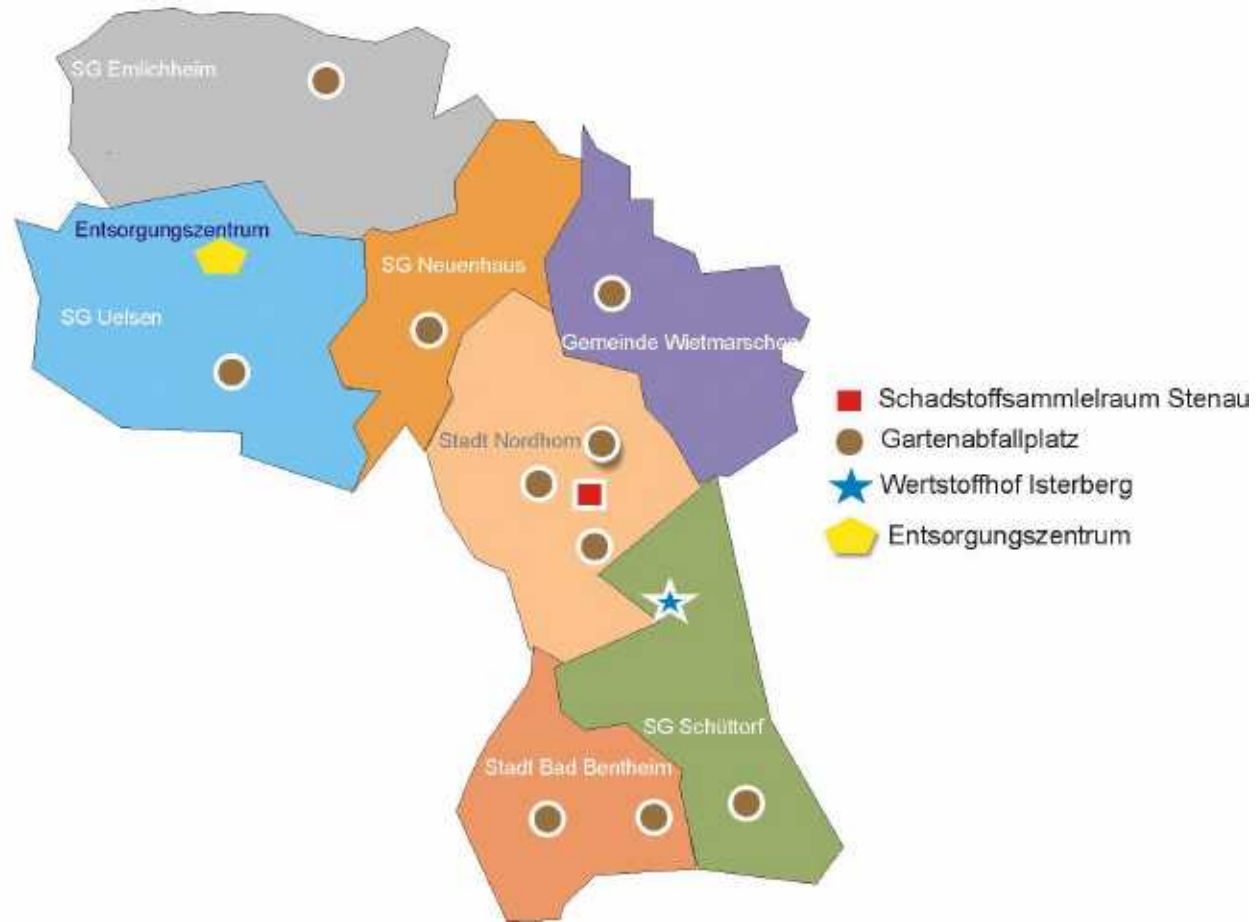 SG Emlichheim
Entsorgungszentrum
SG Neuenhaus
SG Uelsen
Gemeinde Wietmarschen
Stadt Nordhorn
SG Schüttorf
Stadt Bad Bentheim
Schadstoffsammlelraum Stenau
Gartenabfallplatz
Wertstoffhof Isterberg
Entsorgungszentrum